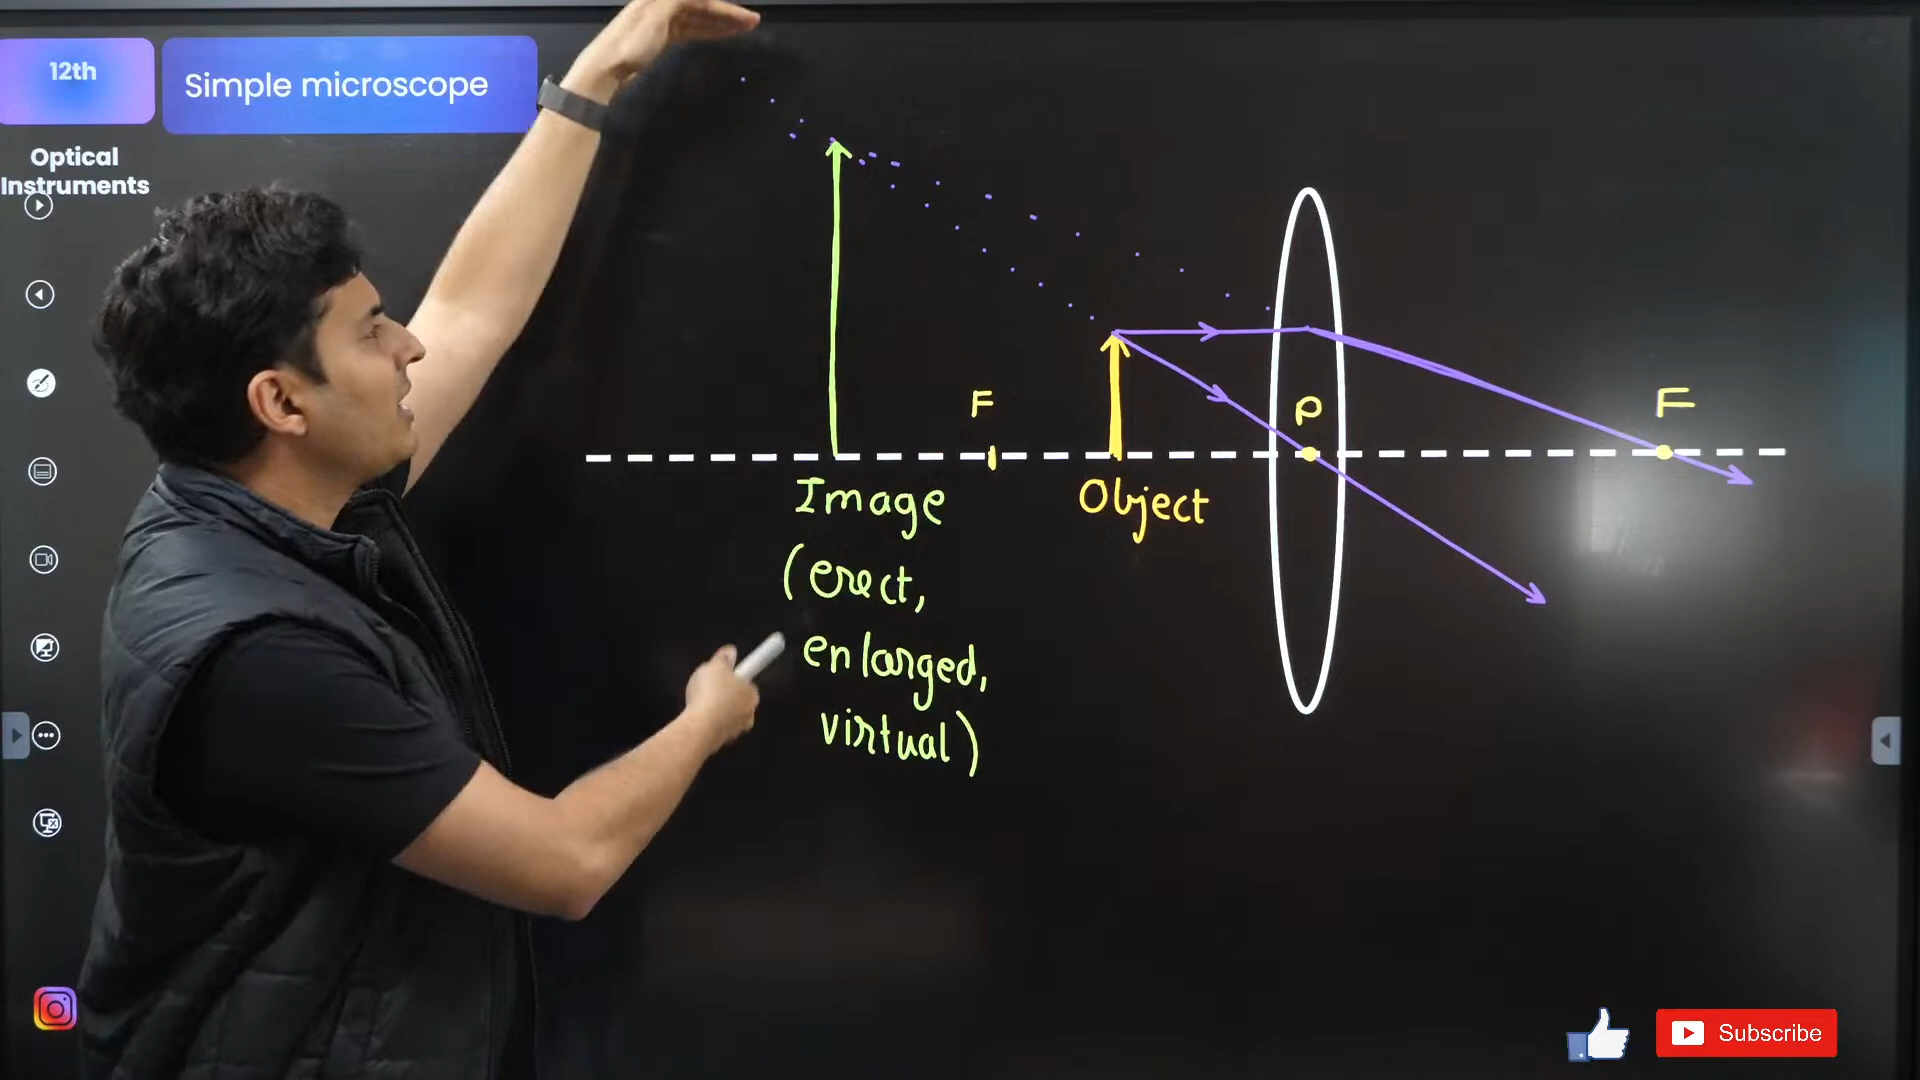 12th
Simple microscope
Optical
Instruments
F
P
F
Image
Object
(erect,
enlarged,
virtual)
Subscribe